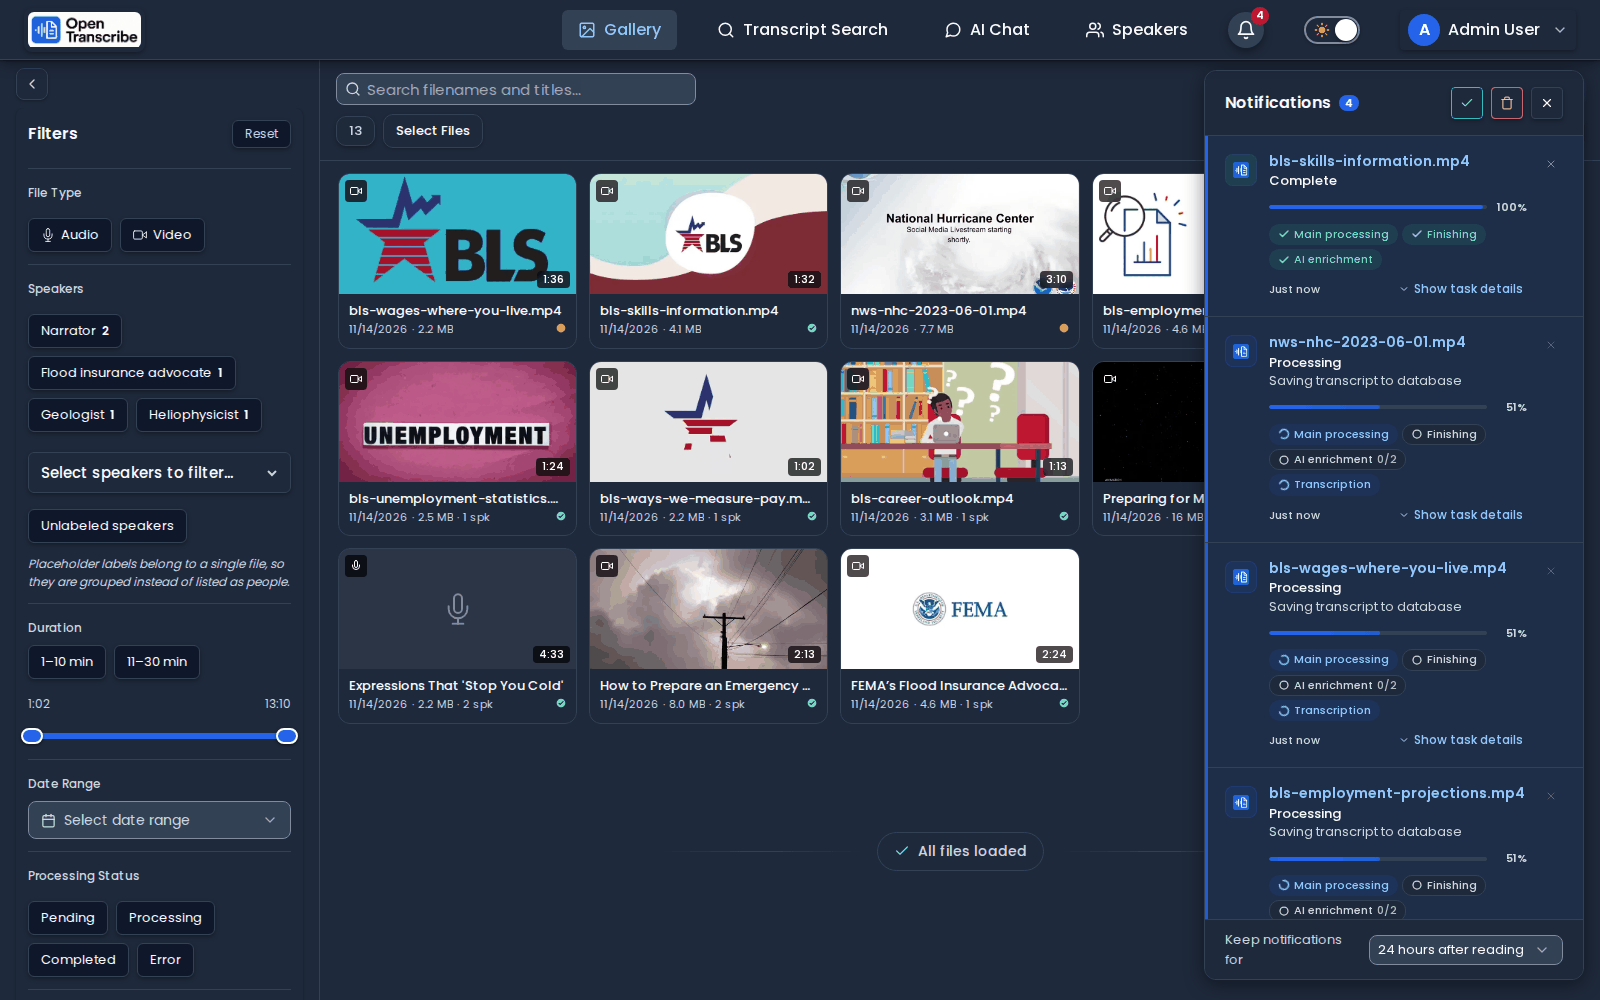 Open
Transcribe
Gallery
Transcript Search
AI Chat
Speakers
4
A
Admin User
Filters
Reset
File Type
Audio
Video
Speakers
Narrator 2
Flood insurance advocate 1
Geologist 1
Heliophysicist 1
Select speakers to filter...
Unlabeled speakers
Placeholder labels belong to a single file, so
they are grouped instead of listed as people.
Duration
1–10 min
11–30 min
1:02
13:10
Date Range
Select date range
Processing Status
Pending
Processing
Completed
Error
Search filenames and titles...
13
Select Files
BLS
1:36
bls-wages-where-you-live.mp4
11/14/2026 · 2.2 MB
BLS
1:32
bls-skills-information.mp4
11/14/2026 · 4.1 MB
National Hurricane Center
Social Media Livestream starting
shortly.
3:10
nws-nhc-2023-06-01.mp4
11/14/2026 · 7.7 MB
bls-employmen
11/14/2026 · 4.6 MB
UNEMPLOYMENT
1:24
bls-unemployment-statistics....
11/14/2026 · 2.5 MB · 1 spk
1:02
bls-ways-we-measure-pay.m...
11/14/2026 · 2.2 MB · 1 spk
1:13
bls-career-outlook.mp4
11/14/2026 · 3.1 MB · 1 spk
Preparing for M
11/14/2026 · 16 MB
4:33
Expressions That 'Stop You Cold'
11/14/2026 · 2.2 MB · 2 spk
2:13
How to Prepare an Emergency ...
11/14/2026 · 8.0 MB · 2 spk
FEMA
2:24
FEMA's Flood Insurance Advoca...
11/14/2026 · 4.6 MB · 1 spk
All files loaded
Notifications 4
bls-skills-information.mp4
Complete
100%
Main processing
Finishing
AI enrichment
Just now
Show task details
nws-nhc-2023-06-01.mp4
Processing
Saving transcript to database
51%
Main processing
Finishing
AI enrichment 0/2
Transcription
Just now
Show task details
bls-wages-where-you-live.mp4
Processing
Saving transcript to database
51%
Main processing
Finishing
AI enrichment 0/2
Transcription
Just now
Show task details
bls-employment-projections.mp4
Processing
Saving transcript to database
51%
Main processing
Finishing
AI enrichment 0/2
Keep notifications
for
24 hours after reading